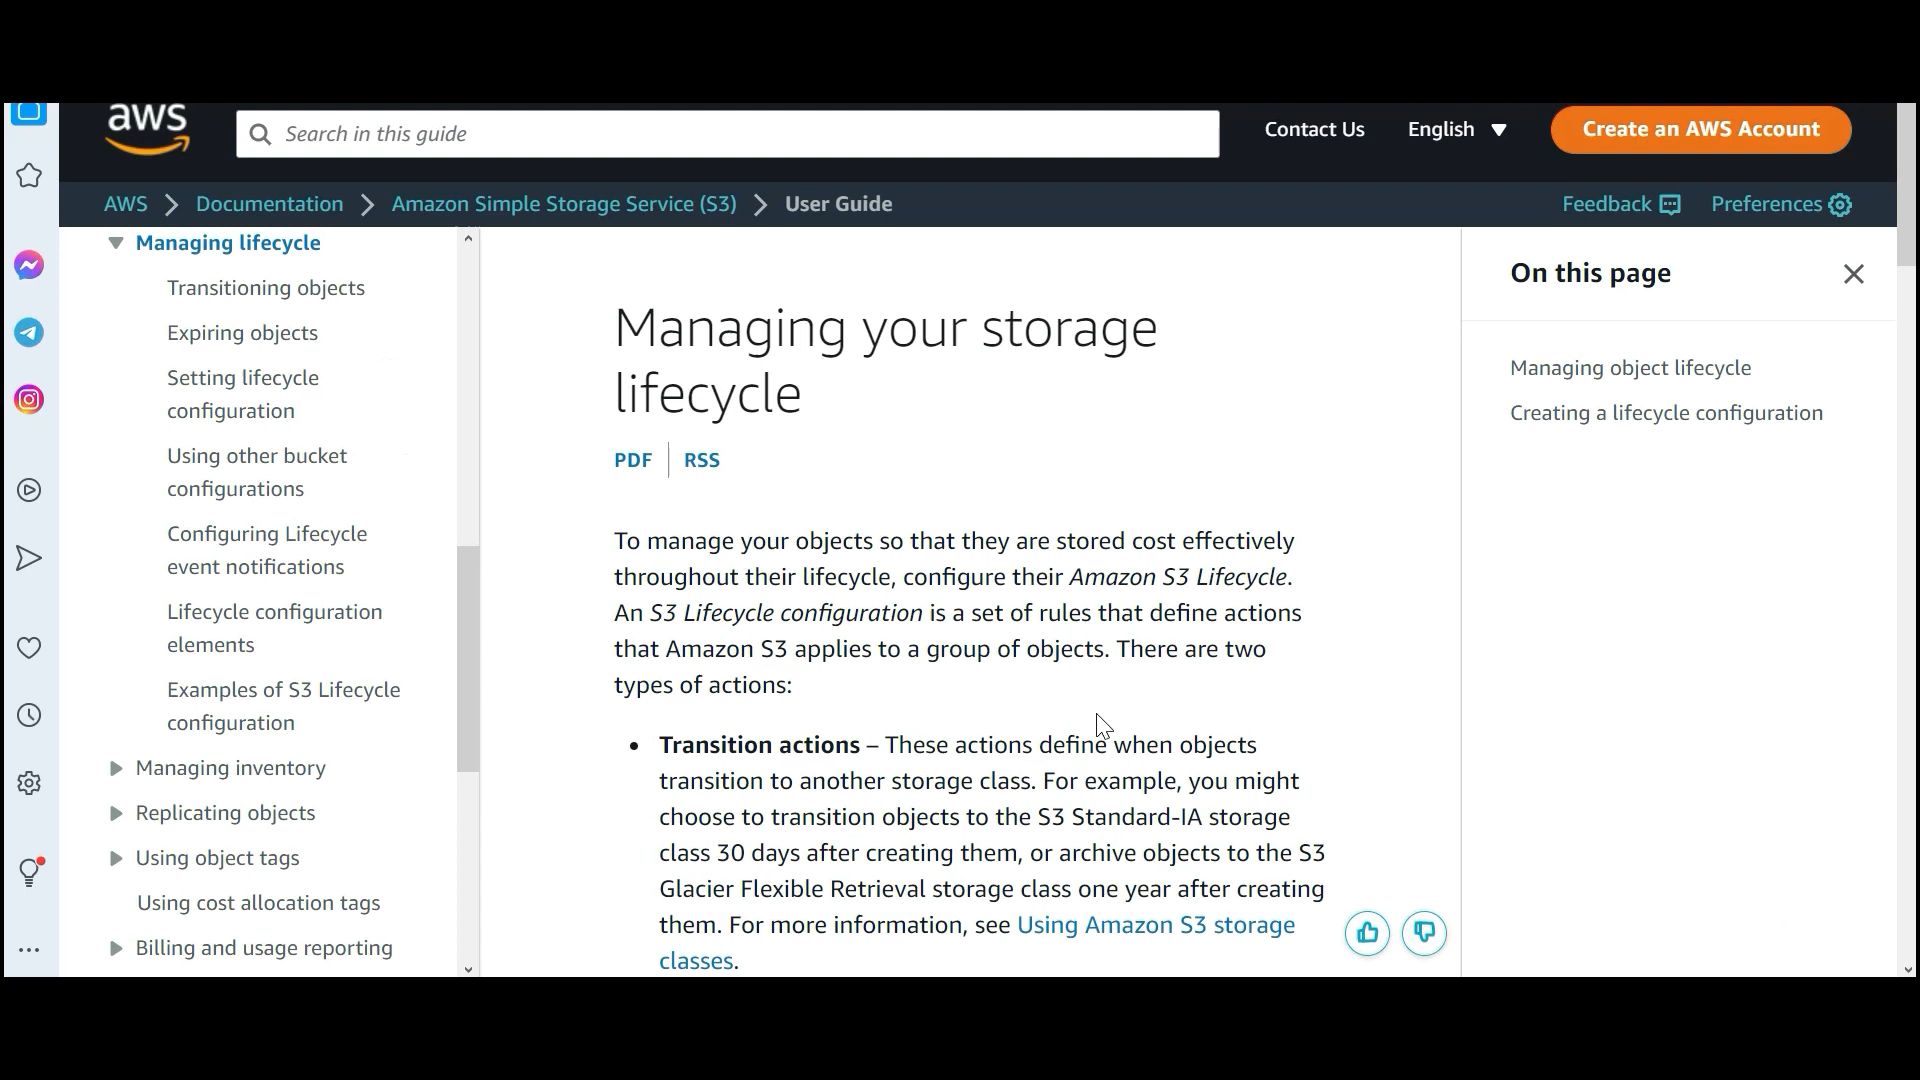 aws
Search in this guide
Contact Us
English
Create an AWS Account
AWS
Documentation
Amazon Simple Storage Service (S3)
User Guide
Feedback
Preferences
Managing lifecycle
Transitioning objects
Expiring objects
Setting lifecycle
configuration
Using other bucket
configurations
Configuring Lifecycle
event notifications
Lifecycle configuration
elements
Examples of S3 Lifecycle
configuration
Managing inventory
Replicating objects
Using object tags
Using cost allocation tags
Billing and usage reporting
Managing your storage
lifecycle
PDF
RSS
To manage your objects so that they are stored cost effectively
throughout their lifecycle, configure their Amazon S3 Lifecycle.
An S3 Lifecycle configuration is a set of rules that define actions
that Amazon S3 applies to a group of objects. There are two
types of actions:
• Transition actions – These actions define when objects
transition to another storage class. For example, you might
choose to transition objects to the S3 Standard-IA storage
class 30 days after creating them, or archive objects to the S3
Glacier Flexible Retrieval storage class one year after creating
them. For more information, see Using Amazon S3 storage
classes.
On this page
Managing object lifecycle
Creating a lifecycle configuration